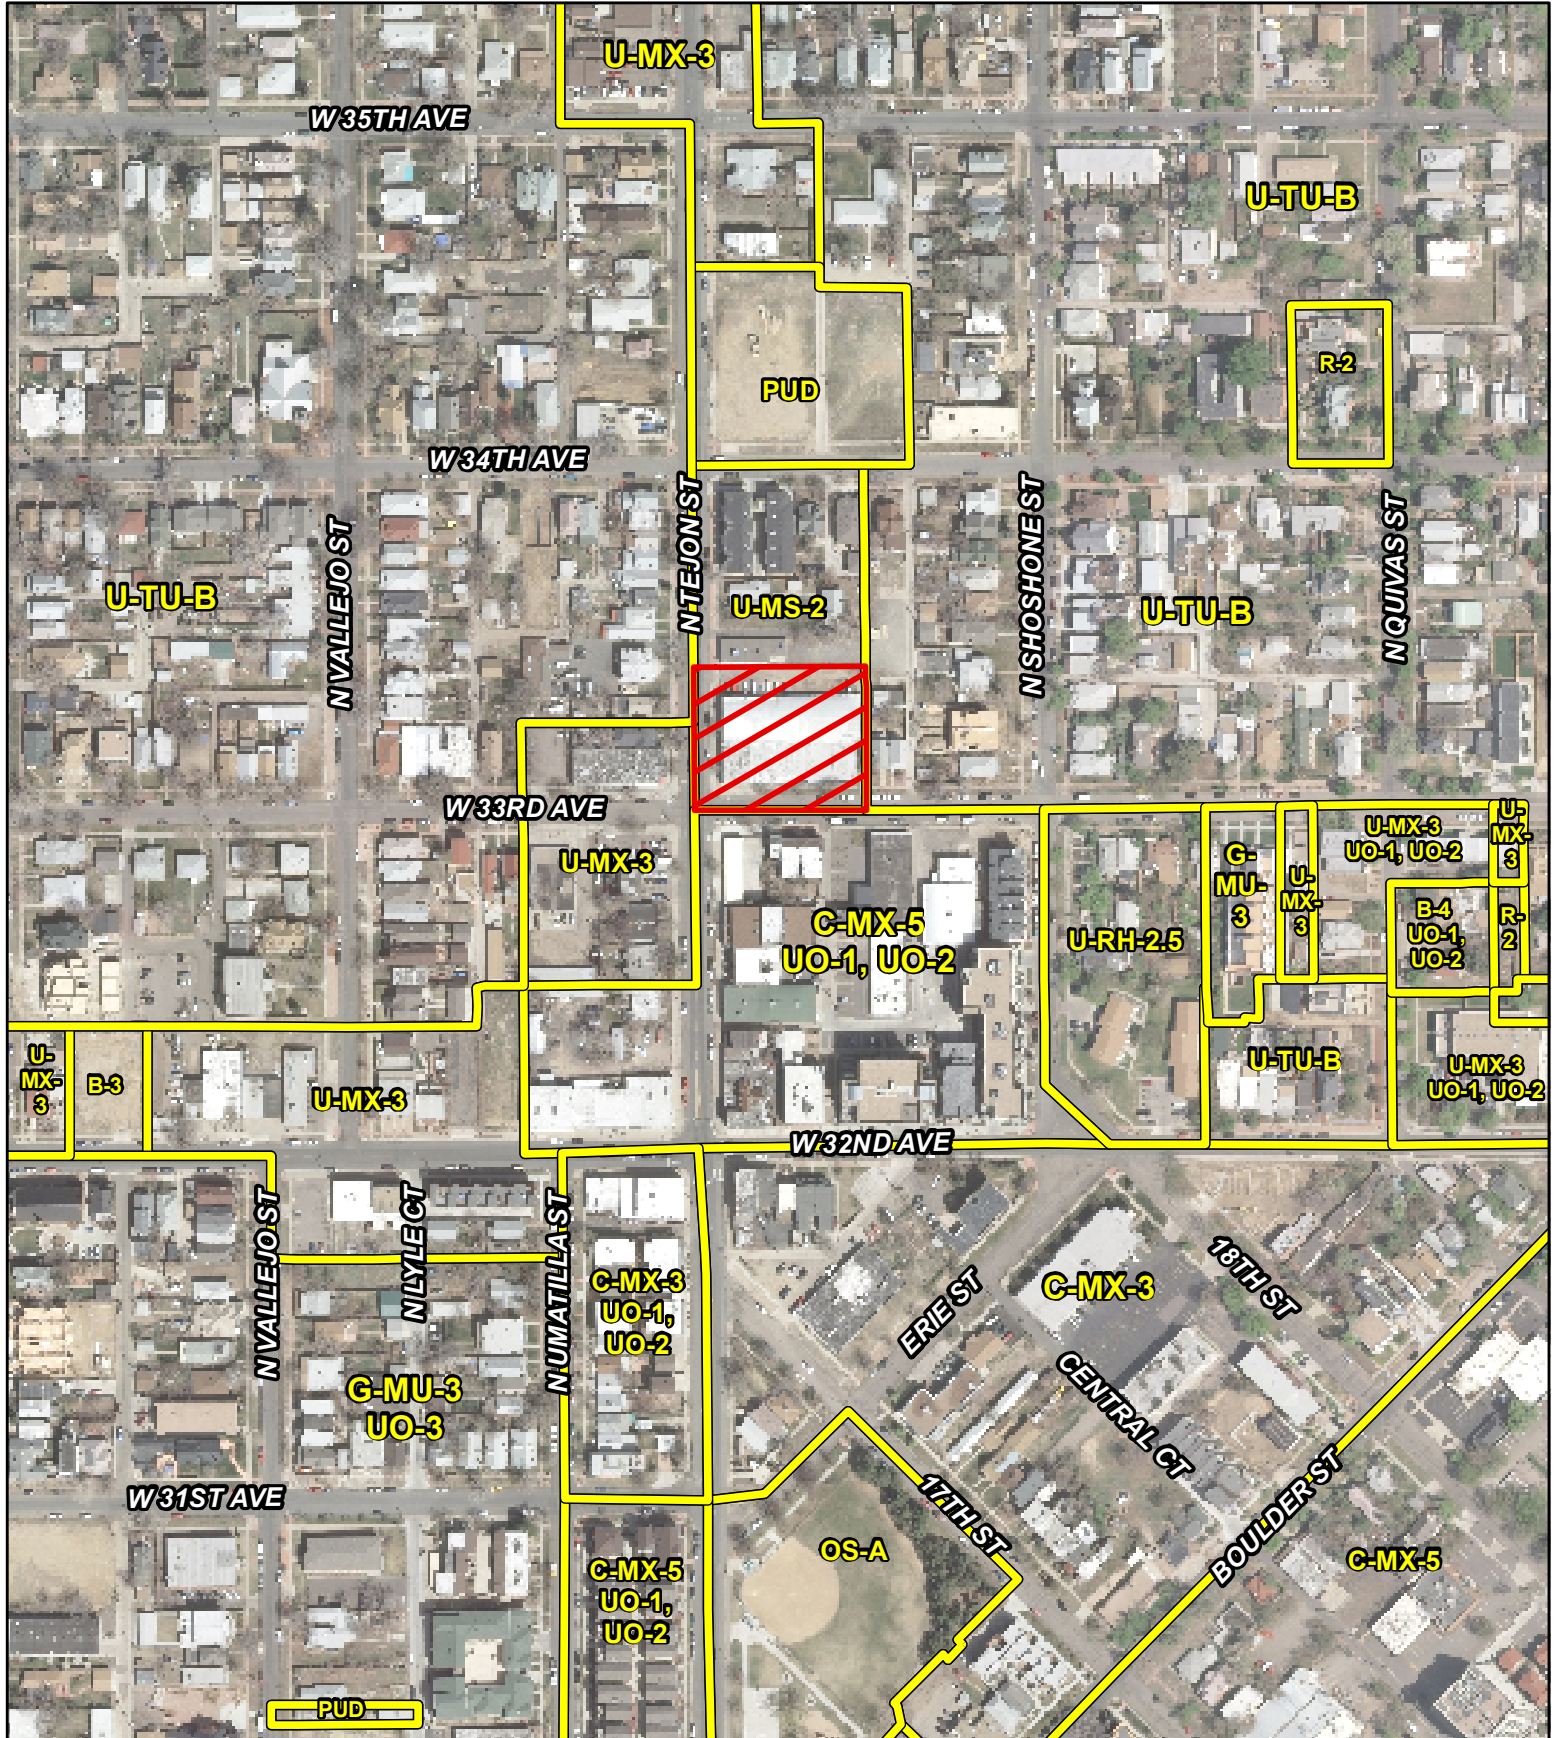 U-MX-3
W 35TH AVE
U-TU-B
R-2
PUD
W 34TH AVE
N TEJON ST
N SHOSHONE ST
N QUIVAS ST
N VALLEJO ST
U-TU-B
U-MS-2
U-TU-B
W 33RD AVE
U-MX-3
C-MX-5
UO-1, UO-2
U-RH-2.5
G-
MU-
3
U-
MX-
3
U-MX-3
UO-1, UO-2
U-
MX-
3
B-4
UO-1,
UO-2
R-
2
U-
MX-
3
B-3
U-MX-3
U-TU-B
U-MX-3
UO-1, UO-2
W 32ND AVE
N VALLEJO ST
N LYLE CT
N UMATILLA ST
C-MX-3
UO-1,
UO-2
ERIE ST
C-MX-3
18TH ST
CENTRAL CT
G-MU-3
UO-3
W 31ST AVE
17TH ST
BOULDER ST
OS-A
C-MX-5
UO-1,
UO-2
C-MX-5
PUD